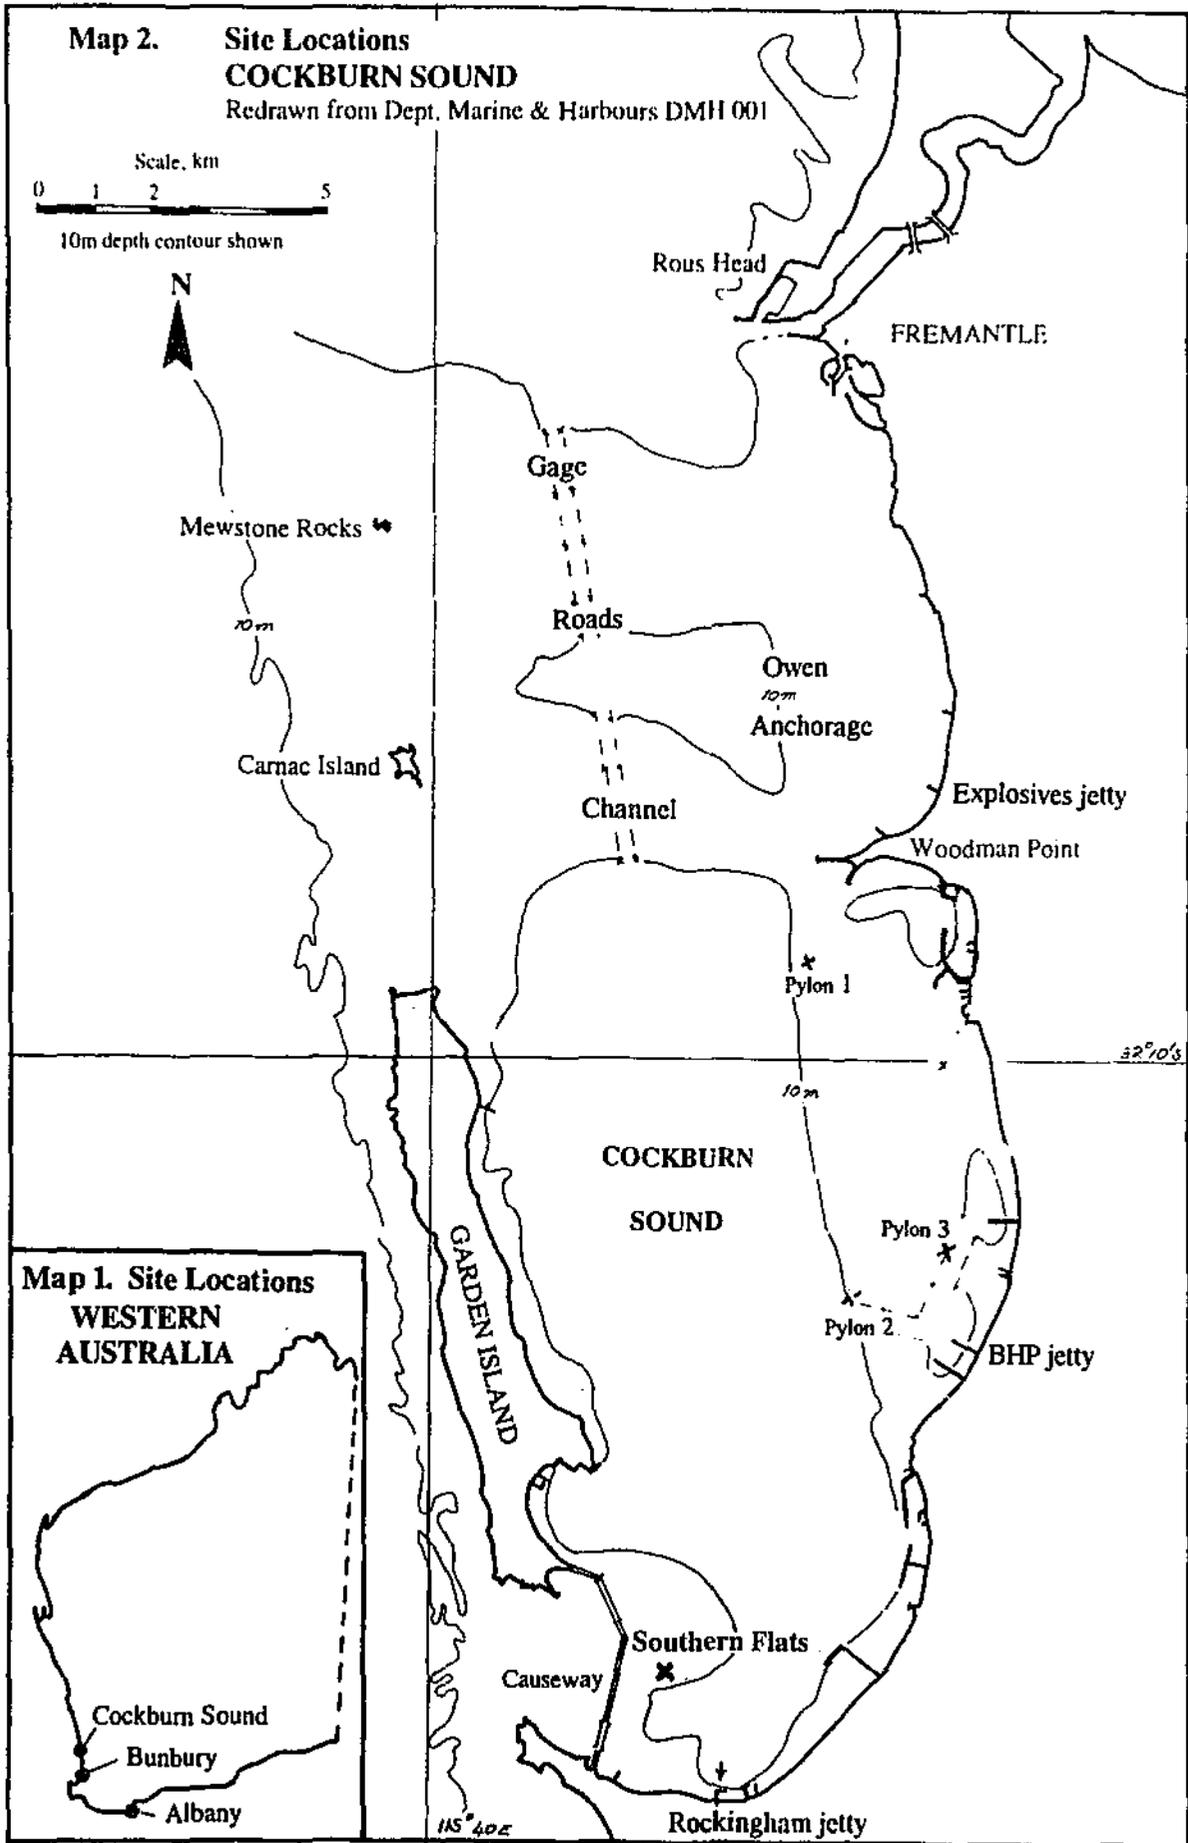 Map 2. Site Locations
COCKBURN SOUND
Redrawn from Dept. Marine & Harbours DMH 001
Scale, km
0 1 2 5
10m depth contour shown
N
Rous Head
FREMANTLE
Gage
Mewstone Rocks
Roads
10m
Owen
10m
Anchorage
Carnac Island
Explosives jetty
Channel
Woodman Point
Pylon 1
32°10's
10m
COCKBURN
SOUND
Pylon 3
GARDEN ISLAND
Pylon 2
BHP jetty
Map 1. Site Locations
WESTERN
AUSTRALIA
Southern Flats
Causeway
Cockburn Sound
Bunbury
Albany
Rockingham jetty
115°40E